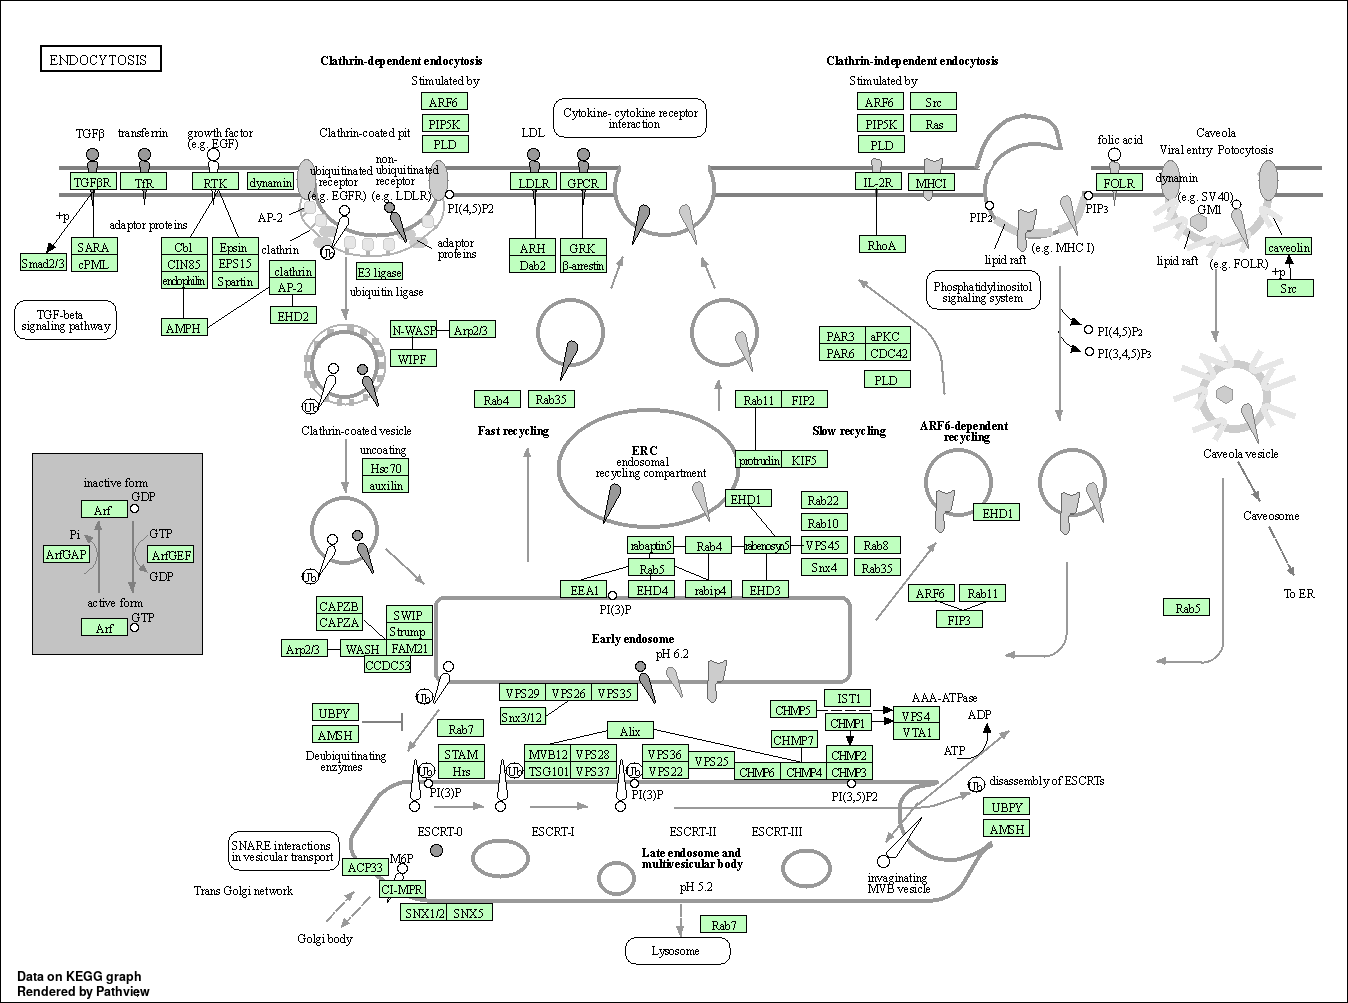 ENDOCYTOSIS
Clathrin-dependent endocytosis
Stimulated by
ARF6
PIP5K
PLD
Clathrin-independent endocytosis
Stimulated by
ARF6
Src
PIP5K
Ras
PLD
Cytokine- cytokine receptor
interaction
TGFβ
transferrin
growth factor
(e.g. EGF)
Clathrin-coated pit
LDL
folic acid
Caveola
Viral entry Potocytosis
TGFβR
TfR
RTK
dynamin
ubiquitinated
receptor
(e.g. EGFR)
non-
ubiquitinated
receptor
(e.g. LDLR)
PI(4,5)P2
LDLR
GPCR
IL-2R
MHCI
PIP2
PIP3
FOLR
dynamin
(e.g. SV40)
GM1
+p
adaptor proteins
AP-2
clathrin
Ub
adaptor
proteins
Smad2/3
SARA
cPML
Cbl
CIN85
endophilin
Epsin
EPS15
Spartin
clathrin
AP-2
EHD2
AMPH
E3 ligase
ubiquitin ligase
ARH
Dab2
GRK
β-arrestin
RhoA
lipid raft
(e.g. MHC I)
lipid raft
(e.g. FOLR)
caveolin
+p
Src
TGF-beta
signaling pathway
Phosphatidylinositol
signaling system
PI(4,5)P2
PI(3,4,5)P3
N-WASP
Arp2/3
WIPF
PAR3
aPKC
PAR6
CDC42
PLD
Ub
Rab4
Rab35
Rab11
FIP2
Clathrin-coated vesicle
Fast recycling
Slow recycling
ARF6-dependent
recycling
ERC
endosomal
recycling compartment
protrudin
KIF5
Caveola vesicle
uncoating
Hsc70
auxilin
EHD1
Rab22
Rab10
EHD1
Caveosome
inactive form
Arf
GDP
Pi
GTP
ArfGAP
ArfGEF
GDP
active form
Arf
GTP
Ub
rabaptin5
Rab4
rabenosyn5
VPS45
Rab8
Rab5
Snx4
Rab35
EEA1
EHD4
rabip4
EHD3
PI(3)P
ARF6
Rab11
FIP3
Rab5
To ER
CAPZB
CAPZA
SWIP
Strump
Arp2/3
WASH
FAM21
CCDC53
Early endosome
pH 6.2
Ub
VPS29
VPS26
VPS35
Snx3/12
UBPY
AMSH
Deubiquitinating
enzymes
Rab7
Alix
CHMP5
IST1
AAA-ATPase
CHMP1
VPS4
VTA1
ADP
ATP
CHMP7
STAM
Hrs
MVB12
VPS28
TSG101
VPS37
VPS36
VPS22
VPS25
CHMP2
CHMP6
CHMP4
CHMP3
Ub
Ub
Ub
PI(3)P
PI(3)P
PI(3,5)P2
Ub
disassembly of ESCRTs
UBPY
AMSH
ESCRT-0
ESCRT-I
ESCRT-II
ESCRT-III
SNARE interactions
in vesicular transport
ACP33
M6P
CI-MPR
Late endosome and
multivesicular body
pH 5.2
invaginating
MVB vesicle
Trans Golgi network
SNX1/2
SNX5
Golgi body
Rab7
Lysosome
Data on KEGG graph
Rendered by Pathview